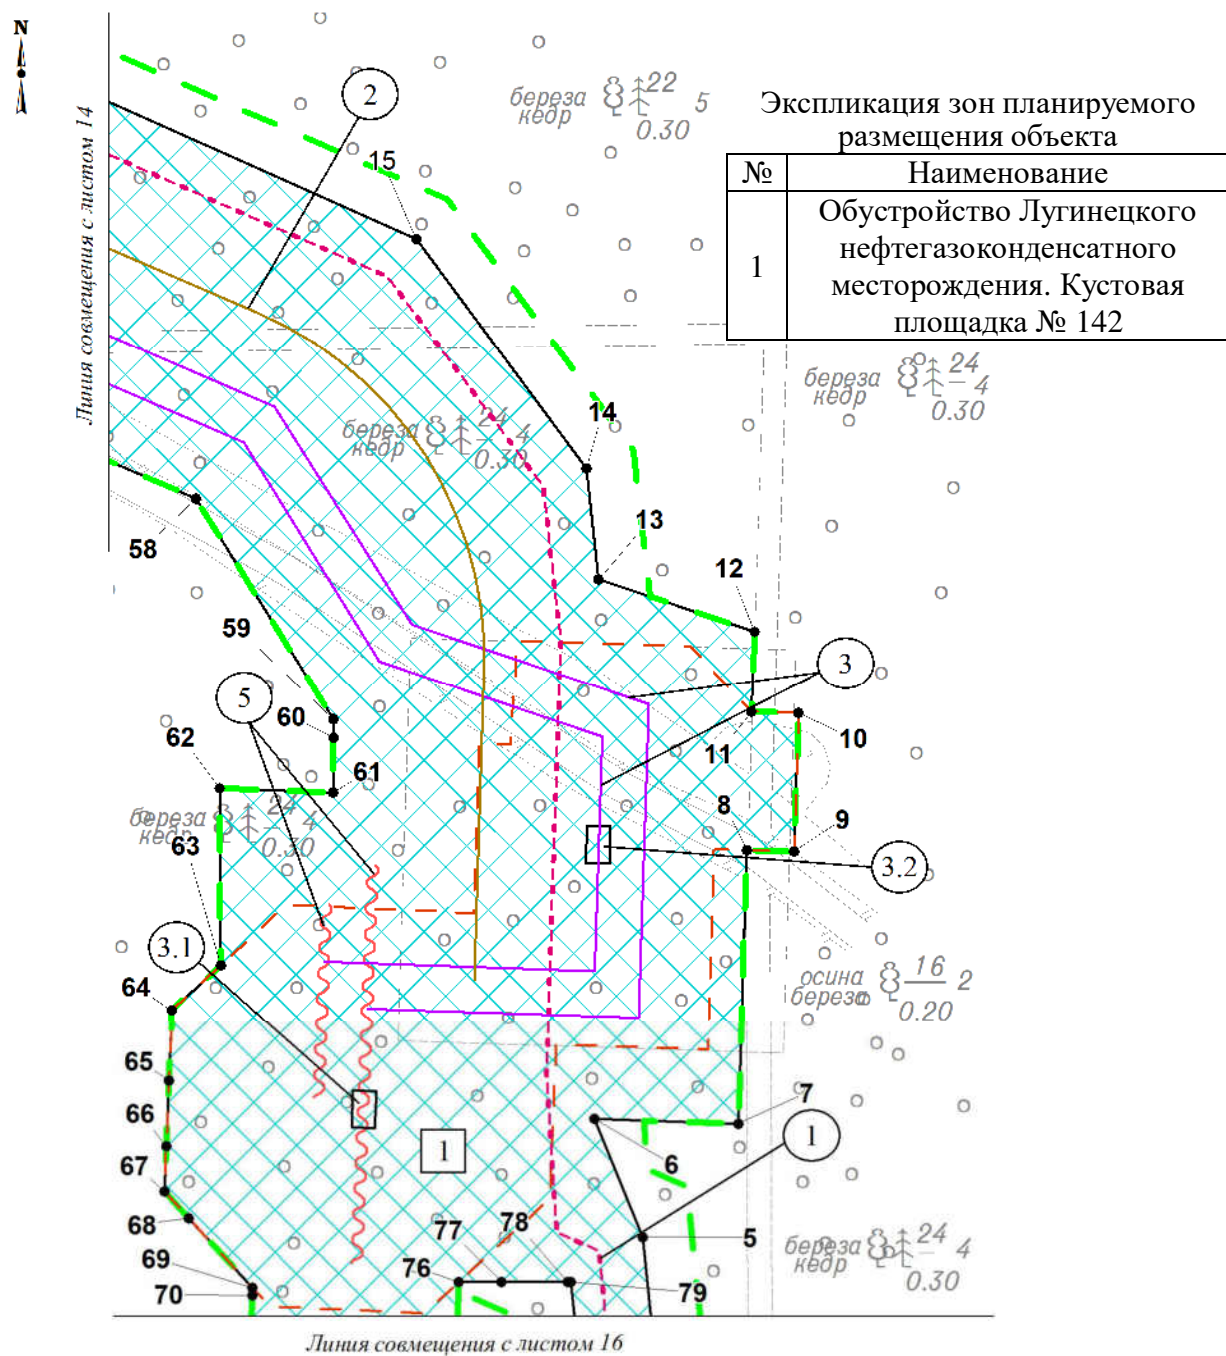 N
Линия совмещения с листом 14
2
15
береза
кедр
22
5
0.30
Экспликация зон планируемого
размещения объекта
№ Наименование
1
Обустройство Лугинецкого
нефтегазоконденсатного
месторождения. Кустовая
площадка № 142
береза
кедр
24
4
0.30
14
береза
кедр
24
4
0.30
58
13
12
59
3
5
60
62
61
11
10
береза
кедр
24
4
0.30
63
8
9
3.2
3.1
64
осина
береза
16
2
0.20
65
66
7
1
1
6
67
68
77
78
5
береза
кедр
24
4
0.30
69
76
70
79
Линия совмещения с листом 16